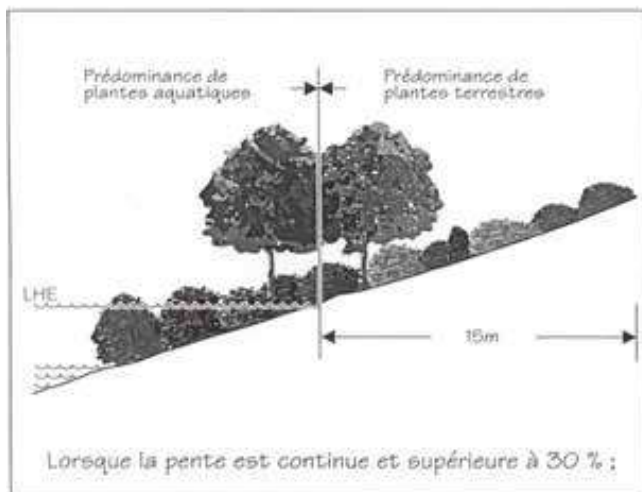 Prédominance de
plantes aquatiques
Prédominance de
plantes terrestres
LHE
15m
Lorsque la pente est continue et supérieure à 30 % ;